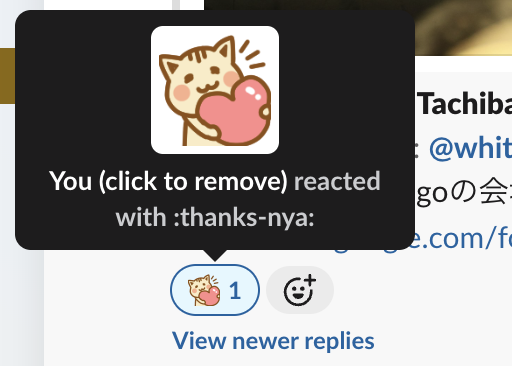 You (click to remove) reacted
with :thanks-nya:
Tachiba
: @whit
goの会
e.com/fo
1
View newer replies